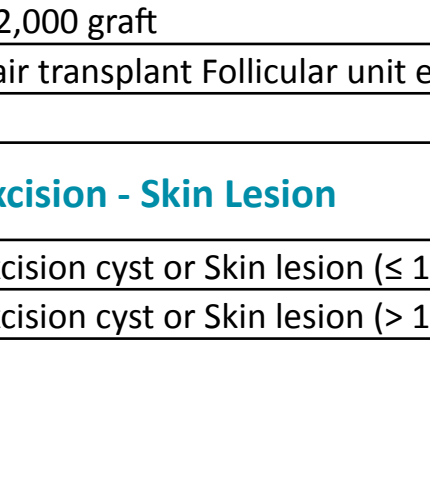 2,000 graft
air transplant Follicular unit e
xcision - Skin Lesion
cision cyst or Skin lesion (≤ 1
cision cyst or Skin lesion (> 1